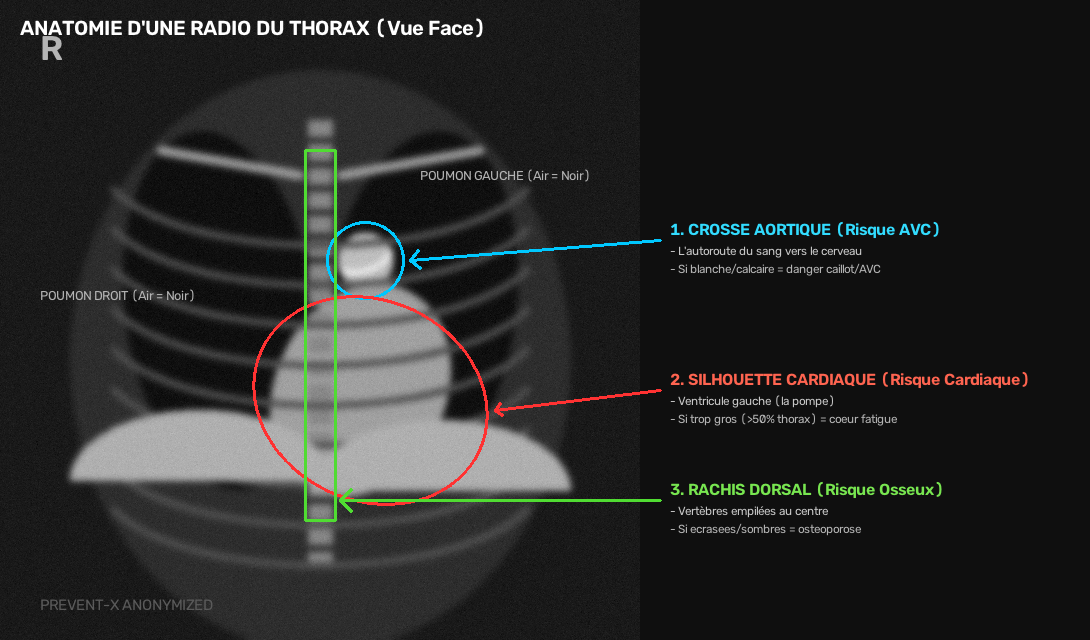 ANATOMIE D'UNE RADIO DU THORAX (Vue Face)
R
POUMON GAUCHE (Air = Noir)
POUMON DROIT (Air = Noir)
1. CROSSE AORTIQUE (Risque AVC)
- L'autoroute du sang vers le cerveau
- Si blanche/calcaire = danger caillot/AVC
2. SILHOUETTE CARDIAQUE (Risque Cardiaque)
- Ventricule gauche (la pompe)
- Si trop gros (>50% thorax) = coeur fatigue
3. RACHIS DORSAL (Risque Osseux)
- Vertèbres empilées au centre
- Si ecrasees/sombres = osteoporose
PREVENT-X ANONYMIZED